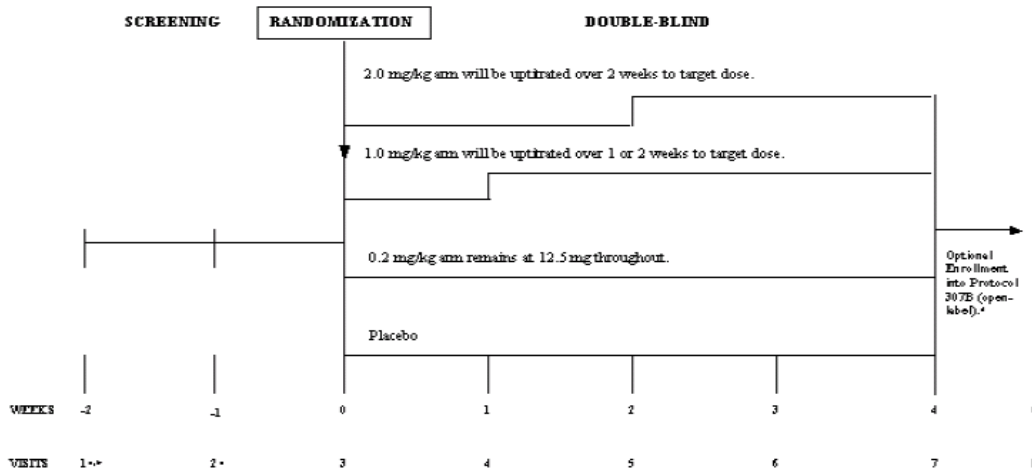 SCREENING RANDOMIZATION DOUBLE-BLIND
2.0 mg/kg arm will be uptitrated over 2 weeks to target dose.
1.0 mg/kg arm will be uptitrated over 1 or 2 weeks to target dose.
0.2 mg/kg arm remains at 12.5 mg throughout.
Optional
Enrollment
into Protocol
307B (open-
label).
Placebo
WEEKS -2 -1 0 1 2 3 4
VISITS 1 2 3 4 5 6 7